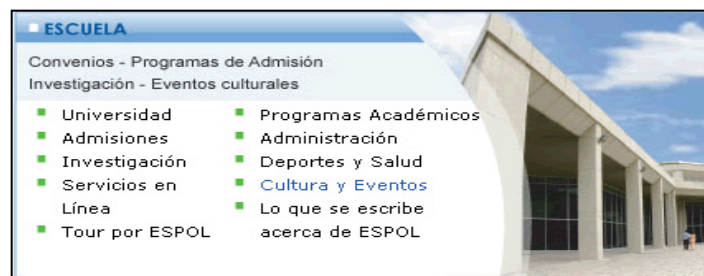 ESCUELA
Convenios - Programas de Admisión
Investigación - Eventos culturales
Universidad
Admisiones
Investigación
Servicios en
Línea
Tour por ESPOL
Programas Académicos
Administración
Deportes y Salud
Cultura y Eventos
Lo que se escribe
acerca de ESPOL